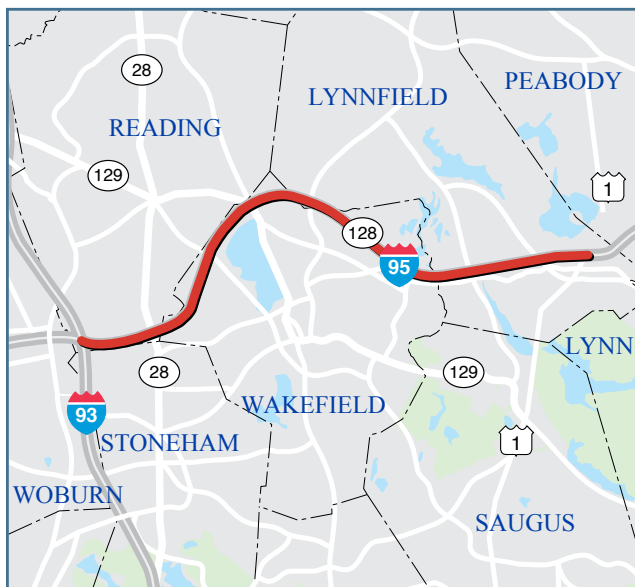 28
PEABODY
LYNNFIELD
READING
129
1
128
95
LYNN
28
129
WAKEFIELD
93
STONEHAM
1
WOBURN
SAUGUS